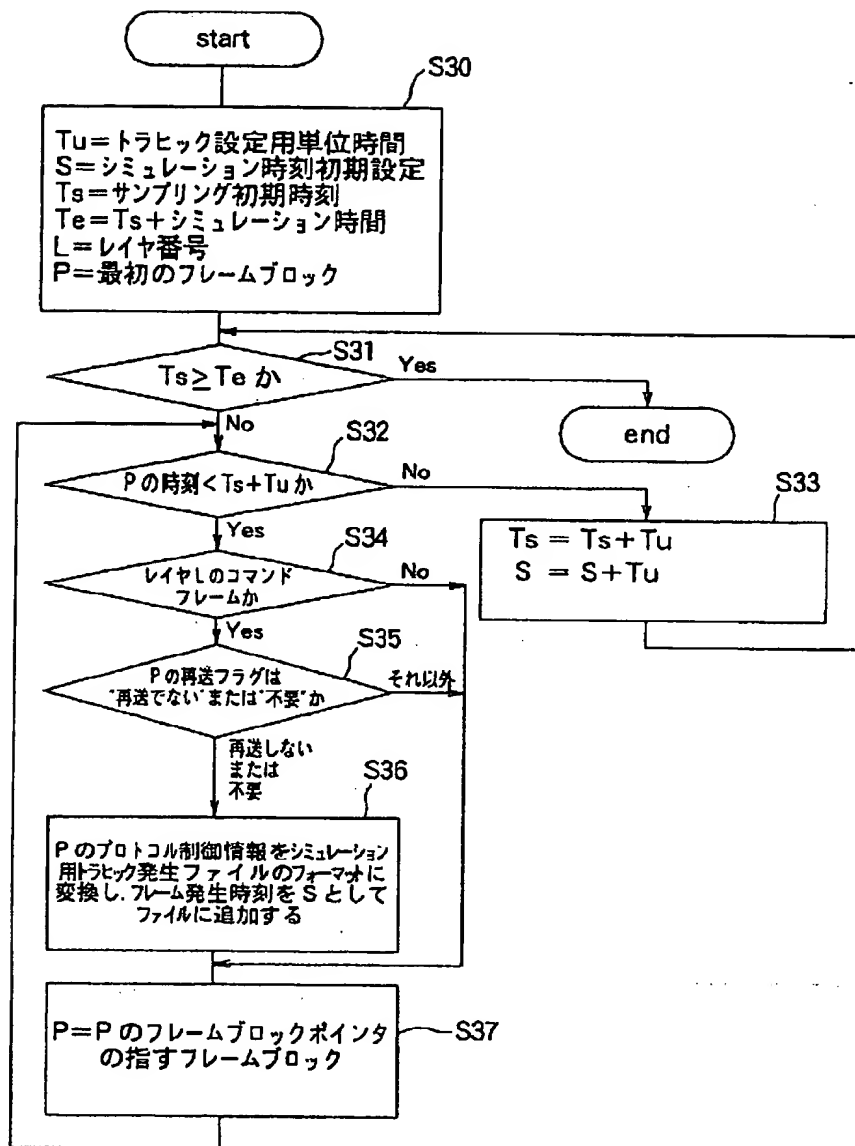 start
S30
Tu=トラヒック設定用単位時間
S=シミュレーション時刻初期設定
Ts=サンプリング初期時刻
Te=Ts+シミュレーション時間
L=レイヤ番号
P=最初のフレームブロック
S31
Ts≧Teか
Yes
No
end
S32
Pの時刻<Ts+Tuか
No
Yes
S33
Ts = Ts+Tu
S = S+Tu
S34
レイヤLのコマンド
フレームか
No
Yes
S35
Pの再送フラグは
"再送でない"または"不要"か
それ以外
再送しない
または
不要
S36
Pのプロトコル制御情報をシミュレーション
用トラヒック発生ファイルのフォーマットに
変換し、フレーム発生時刻をSとして
ファイルに追加する
P=Pのフレームブロックポインタ
の指すフレームブロック
S37